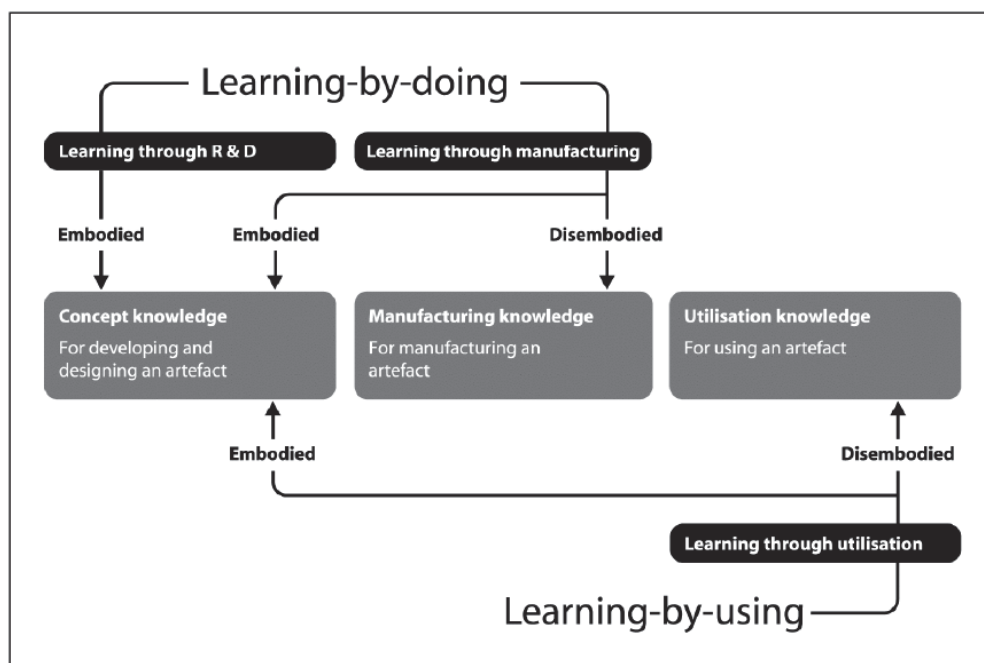 Learning-by-doing
Learning through R & D
Learning through manufacturing
Embodied
Embodied
Disembodied
Concept knowledge
For developing and
designing an artefact
Manufacturing knowledge
For manufacturing an
artefact
Utilisation knowledge
For using an artefact
Embodied
Disembodied
Learning through utilisation
Learning-by-using